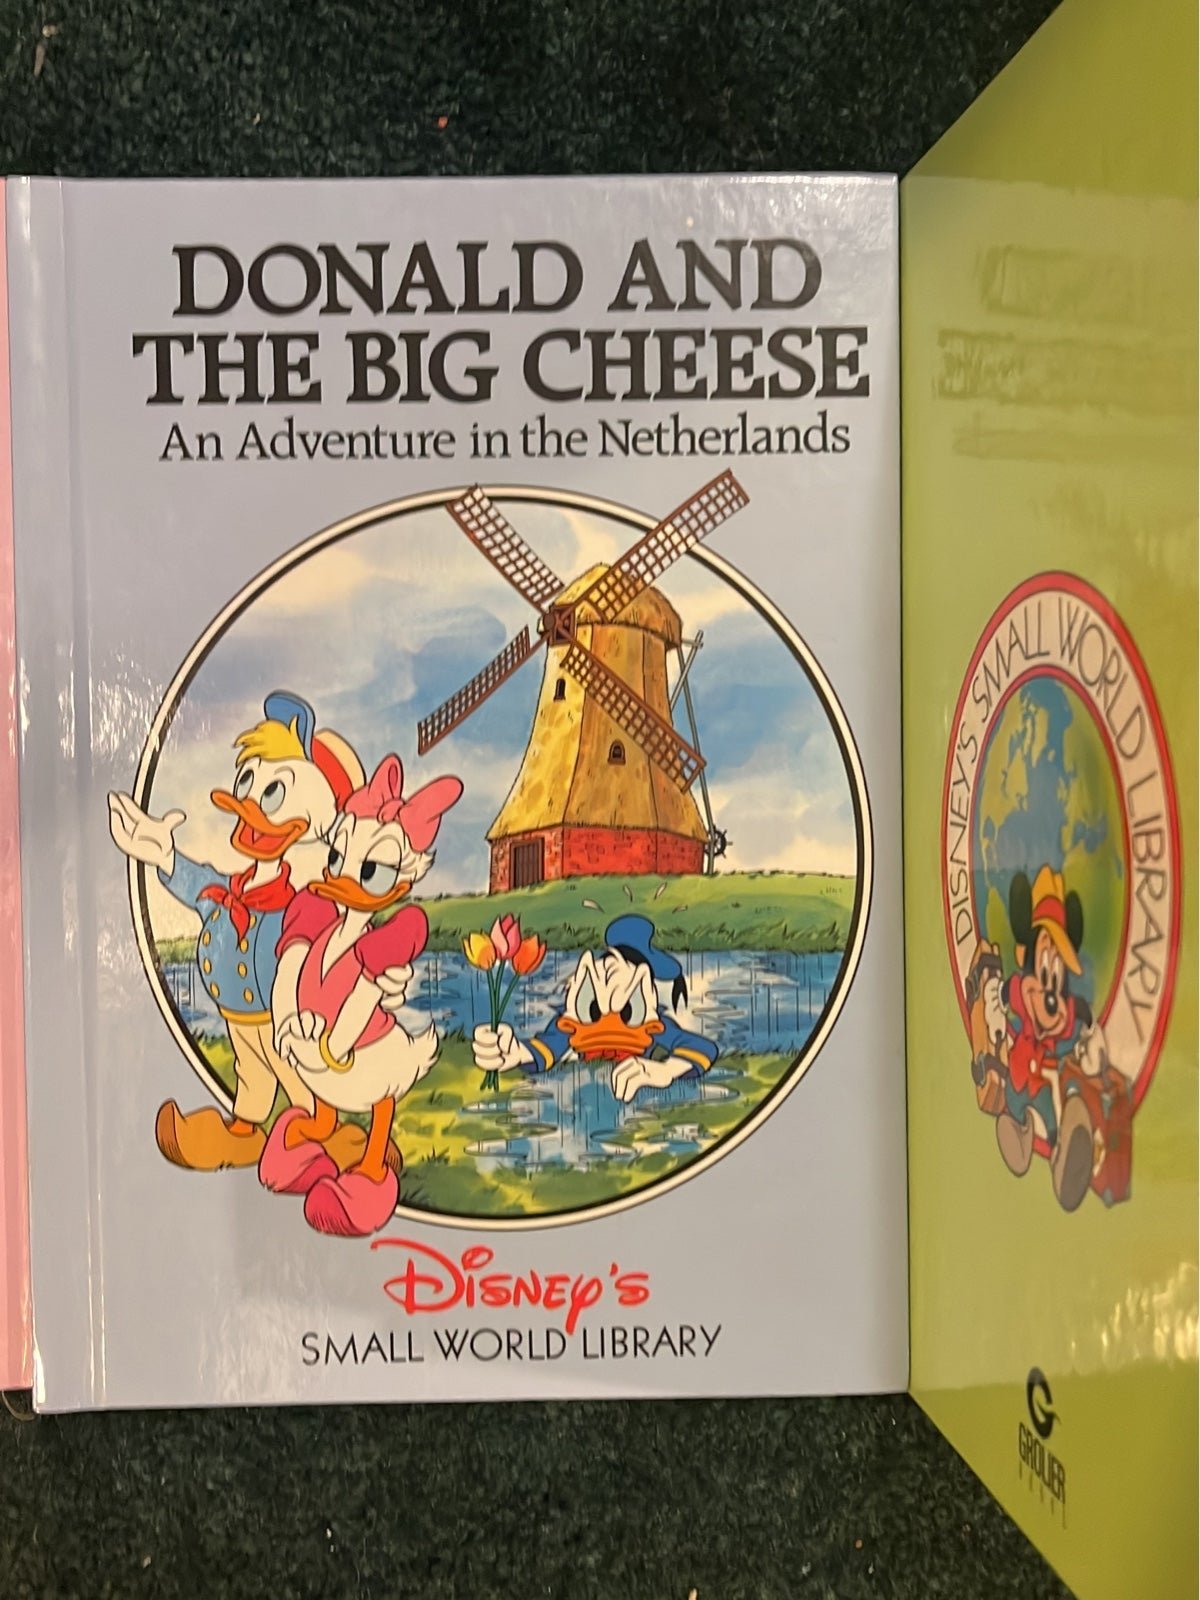 DONALD AND
THE BIG CHEESE
An Adventure in the Netherlands
DISNEY'S
SMALL WORLD LIBRARY
DISNEY'S SMALL WORLD LIBRARY
G
GROLIER